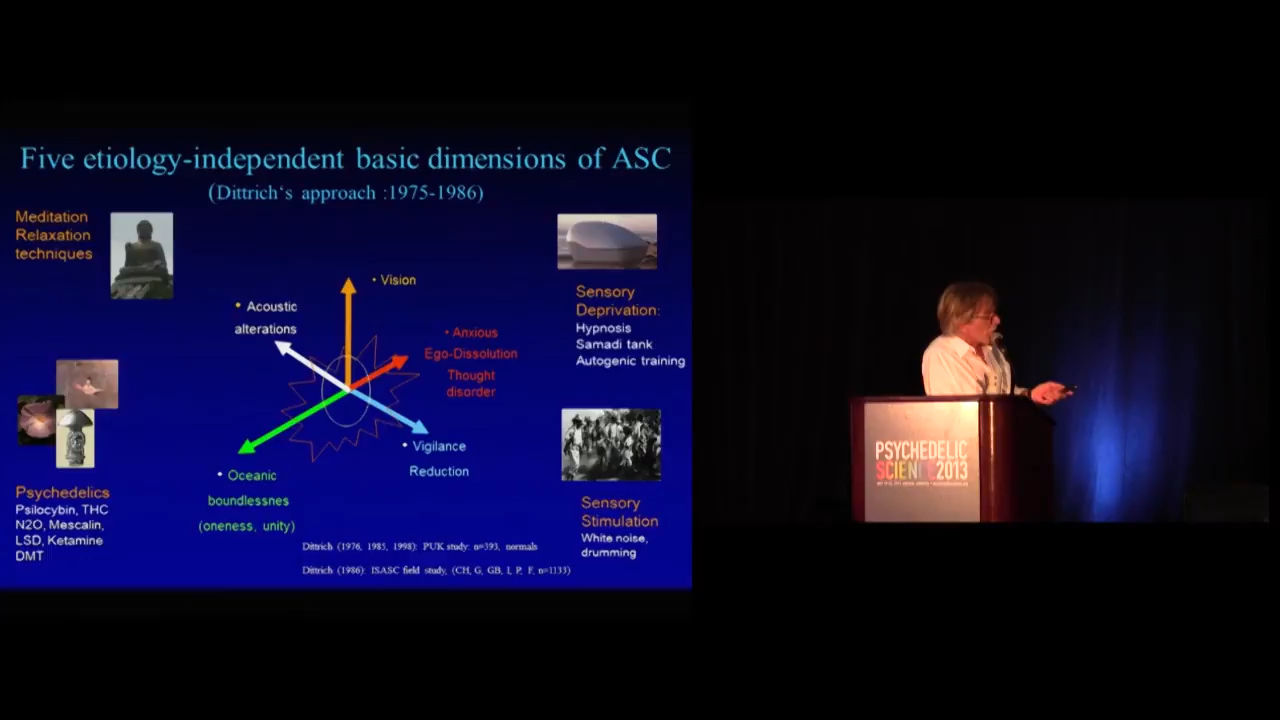 Five etiology-independent basic dimensions of ASC
(Dittrich's approach :1975-1986)
Meditation
Relaxation
techniques
• Vision
• Acoustic
alterations
• Anxious
Ego-Dissolution
Thought
disorder
Sensory
Deprivation:
Hypnosis
Samadi tank
Autogenic training
• Vigilance
Reduction
• Oceanic
boundlessnes
(oneness, unity)
Psychedelics
Psilocybin, THC
N2O, Mescalin,
LSD, Ketamine
DMT
Sensory
Stimulation
White noise,
drumming
Dittrich (1976, 1985, 1998): PUK study: n=393, normals
Dittrich (1986): ISASC field study, (CH, G, GB, I, P, F, n=1133)
PSYCHEDELIC
SCIENCE 2013